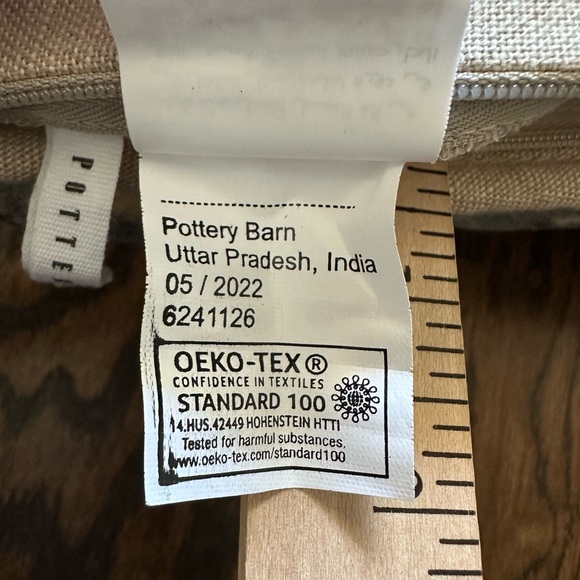 POTTE
Pottery Barn
Uttar Pradesh, India
05 / 2022
6241126
OEKO-TEX®
CONFIDENCE IN TEXTILES
STANDARD 100
14.HUS.42449 HOHENSTEIN HTTI
Tested for harmful substances.
www.oeko-tex.com/standard100